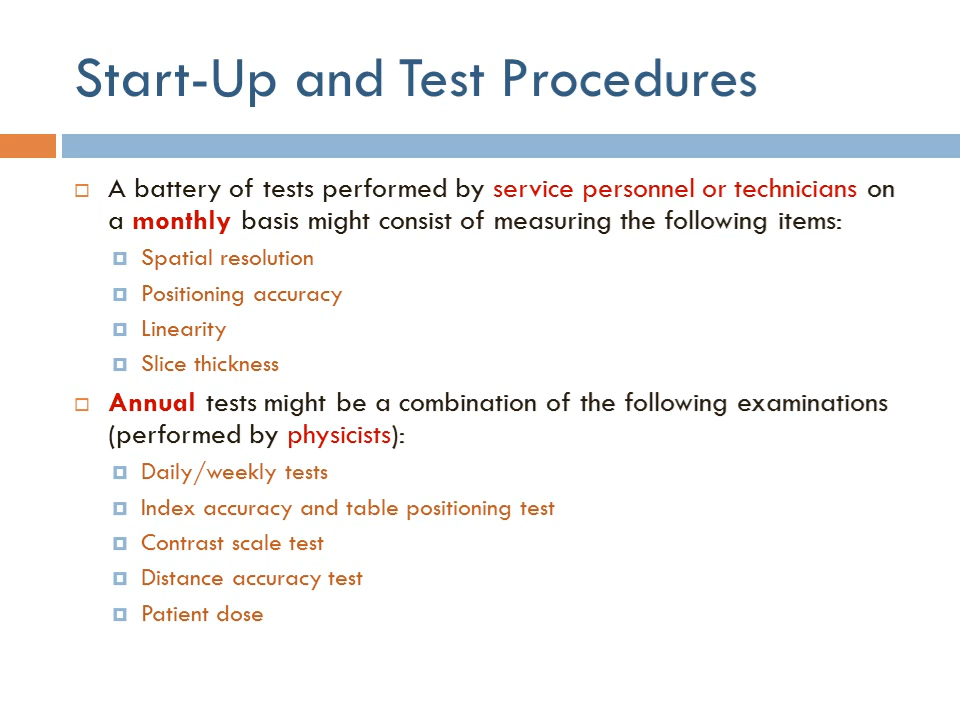 Start-Up and Test Procedures
A battery of tests performed by service personnel or technicians on
a monthly basis might consist of measuring the following items:
Spatial resolution
Positioning accuracy
Linearity
Slice thickness
Annual tests might be a combination of the following examinations
(performed by physicists):
Daily/weekly tests
Index accuracy and table positioning test
Contrast scale test
Distance accuracy test
Patient dose